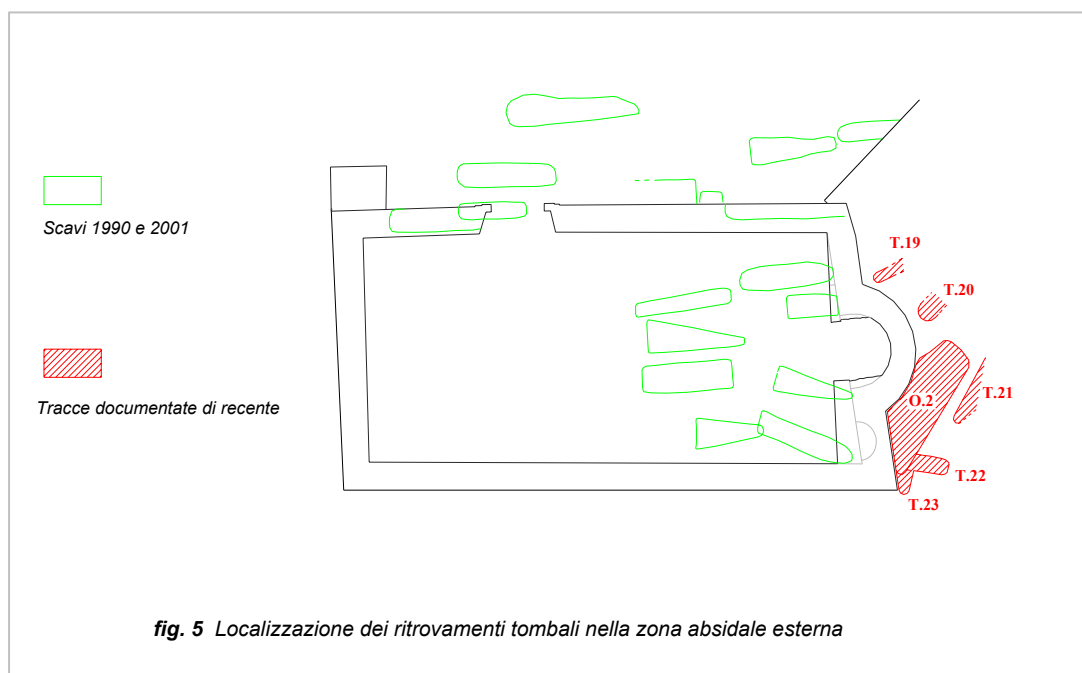 Scavi 1990 e 2001
T.19
T.20
T.21
O.2
T.22
T.23
Tracce documentate di recente
fig. 5 Localizzazione dei ritrovamenti tombali nella zona absidale esterna